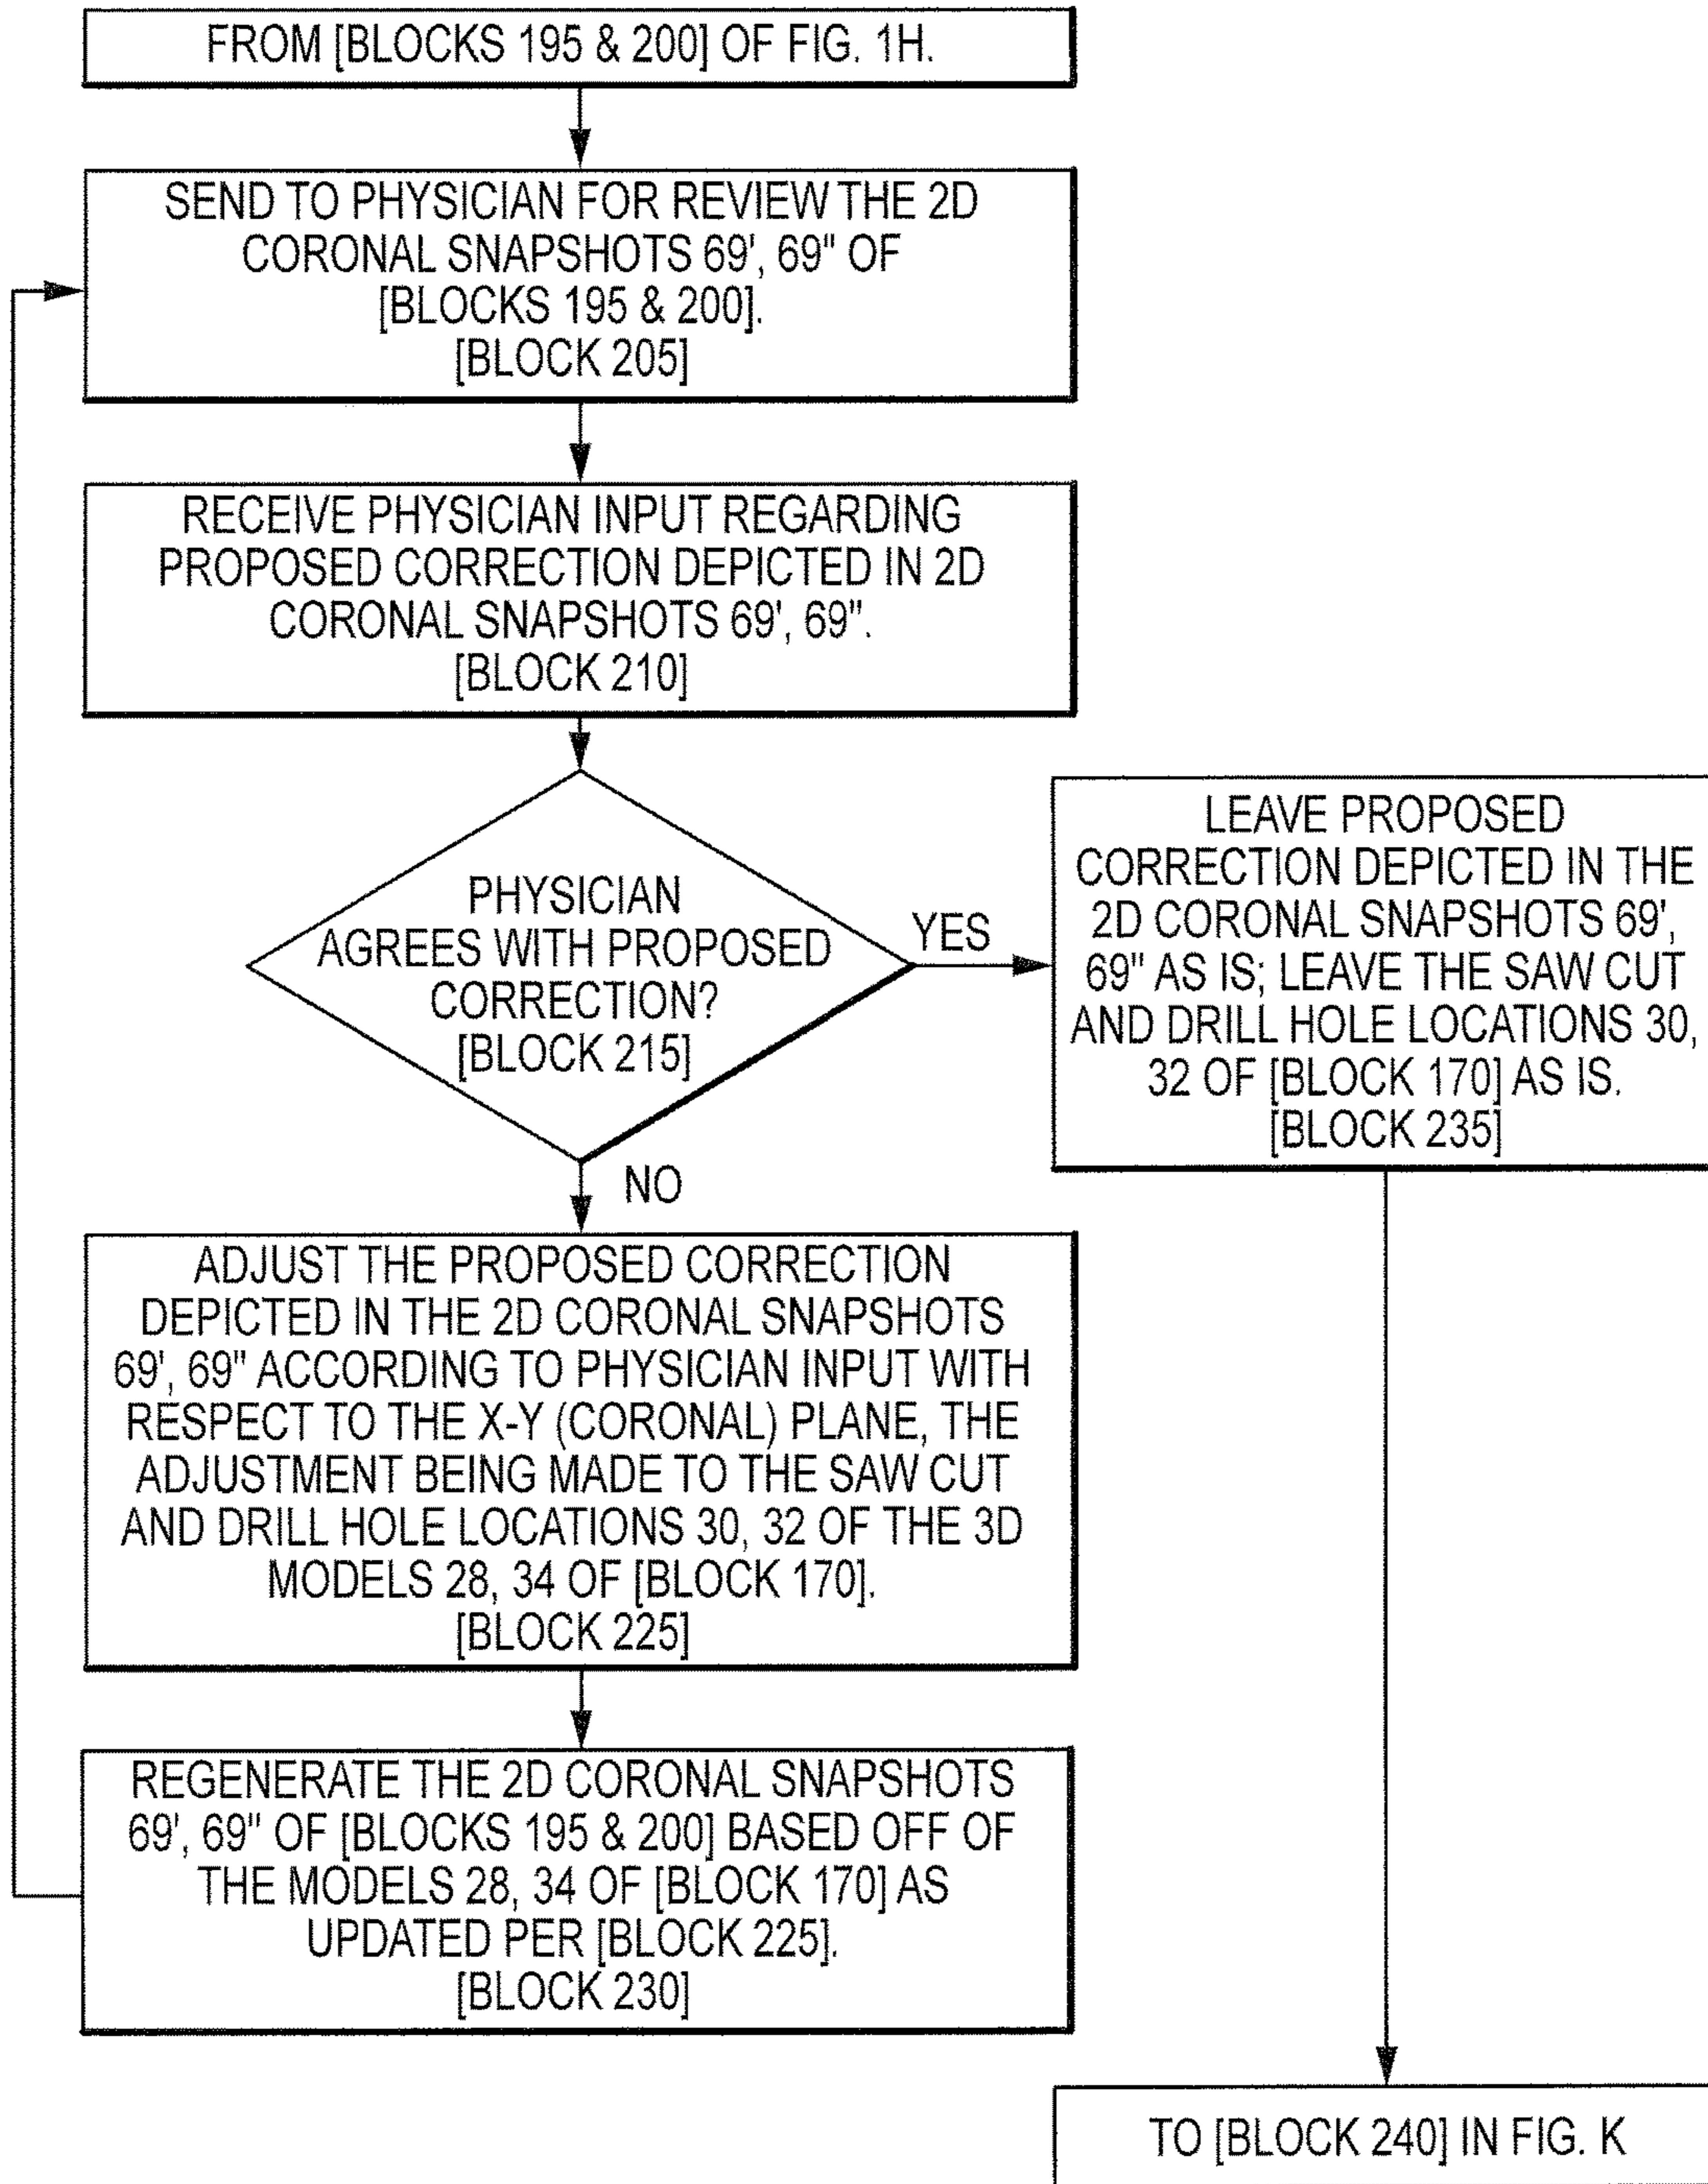 FROM [BLOCKS 195 & 200] OF FIG. 1H.
SEND TO PHYSICIAN FOR REVIEW THE 2D
CORONAL SNAPSHOTS 69', 69" OF
[BLOCKS 195 & 200].
[BLOCK 205]
RECEIVE PHYSICIAN INPUT REGARDING
PROPOSED CORRECTION DEPICTED IN 2D
CORONAL SNAPSHOTS 69', 69".
[BLOCK 210]
PHYSICIAN
AGREES WITH PROPOSED
CORRECTION?
[BLOCK 215]
YES
LEAVE PROPOSED
CORRECTION DEPICTED IN THE
2D CORONAL SNAPSHOTS 69',
69" AS IS; LEAVE THE SAW CUT
AND DRILL HOLE LOCATIONS 30,
32 OF [BLOCK 170] AS IS.
[BLOCK 235]
NO
ADJUST THE PROPOSED CORRECTION
DEPICTED IN THE 2D CORONAL SNAPSHOTS
69', 69" ACCORDING TO PHYSICIAN INPUT WITH
RESPECT TO THE X-Y (CORONAL) PLANE, THE
ADJUSTMENT BEING MADE TO THE SAW CUT
AND DRILL HOLE LOCATIONS 30, 32 OF THE 3D
MODELS 28, 34 OF [BLOCK 170].
[BLOCK 225]
REGENERATE THE 2D CORONAL SNAPSHOTS
69', 69" OF [BLOCKS 195 & 200] BASED OFF OF
THE MODELS 28, 34 OF [BLOCK 170] AS
UPDATED PER [BLOCK 225].
[BLOCK 230]
TO [BLOCK 240] IN FIG. K